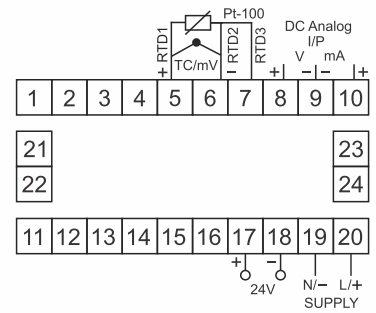 Pt-100
DC Analog
I/P
V mA
RTD1 RTD2 RTD3
TC/mV
+ − + − +
1 2 3 4 5 6 7 8 9 10
21 23
22 24
11 12 13 14 15 16 17 18 19 20
+ −
24V
N/− L/+
SUPPLY